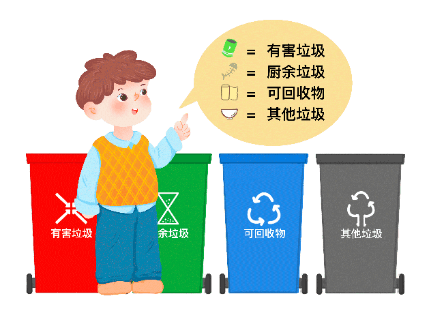 = 有害垃圾
= 厨余垃圾
= 可回收物
= 其他垃圾
有害垃圾
余垃圾
可回收物
其他垃圾